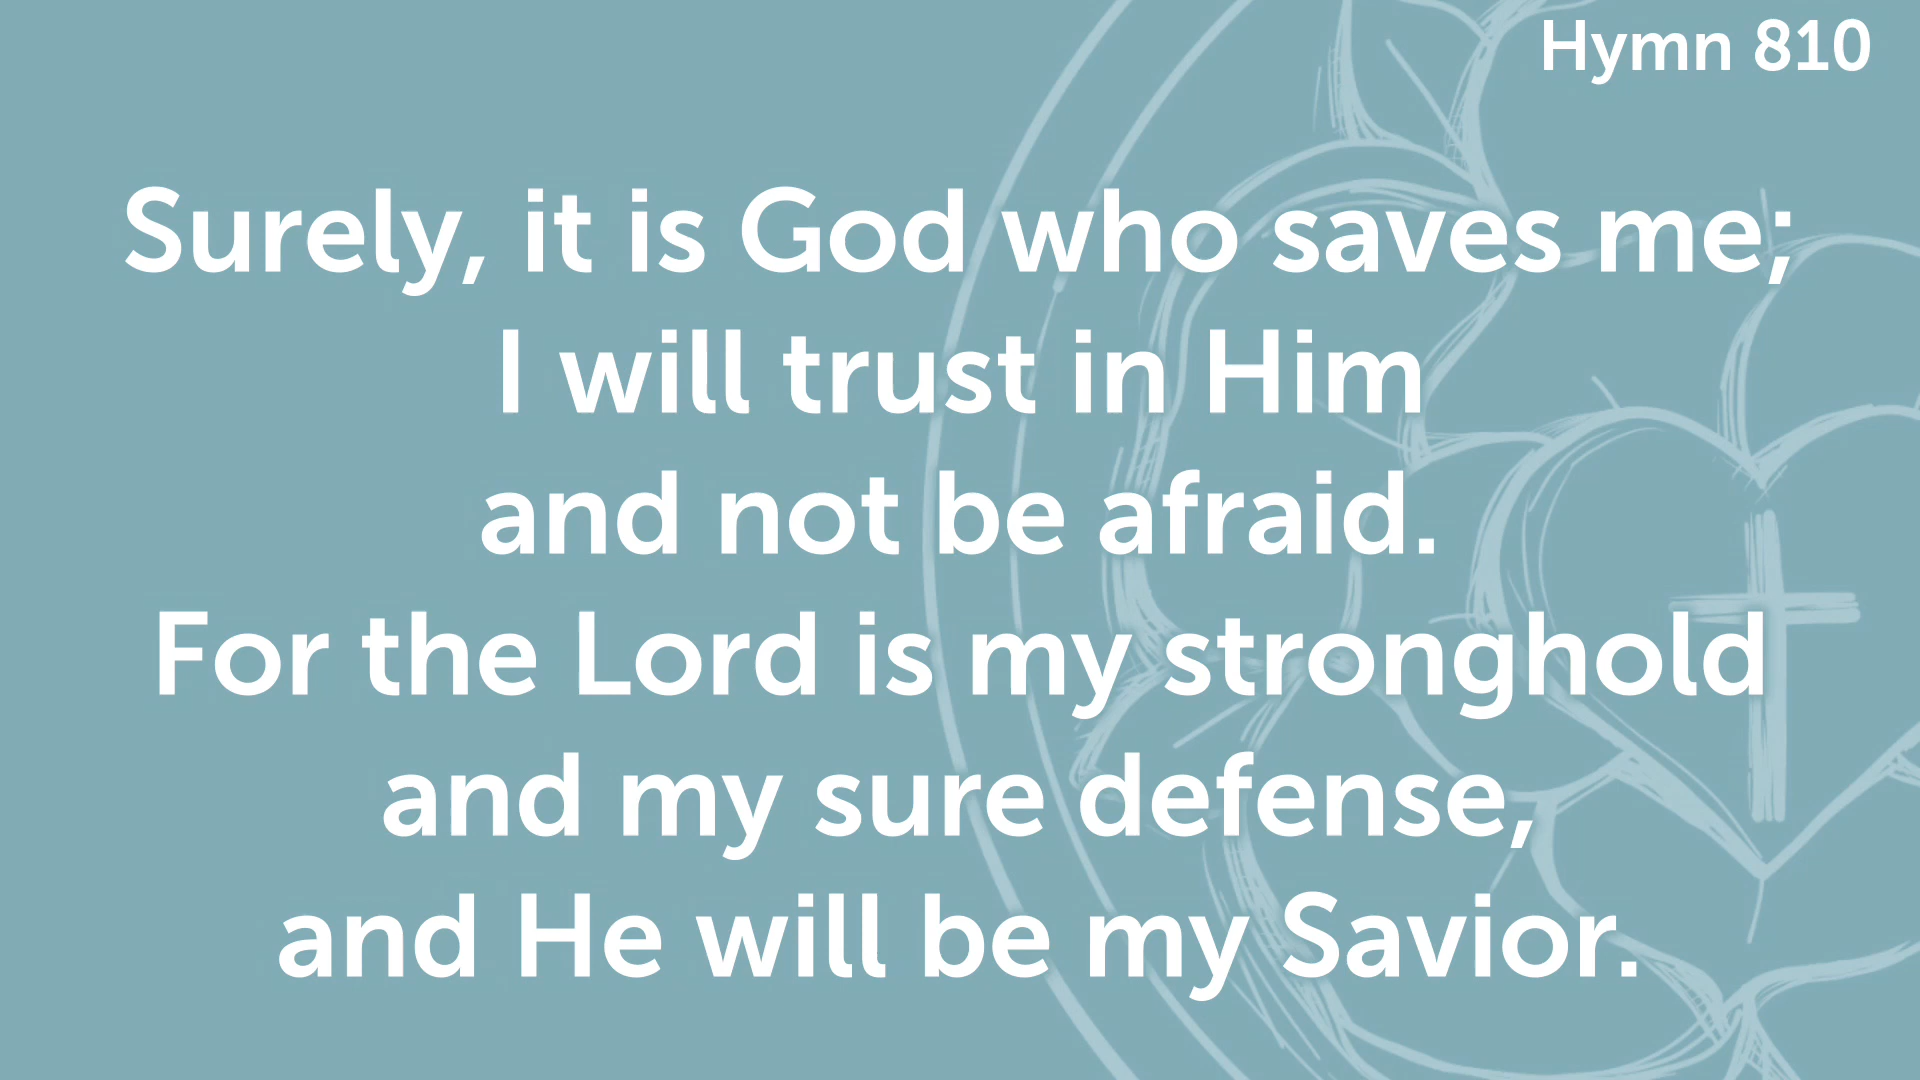 Hymn 810
Surely, it is God who saves me;
I will trust in Him
and not be afraid.
For the Lord is my stronghold
and my sure defense,
and He will be my Savior.